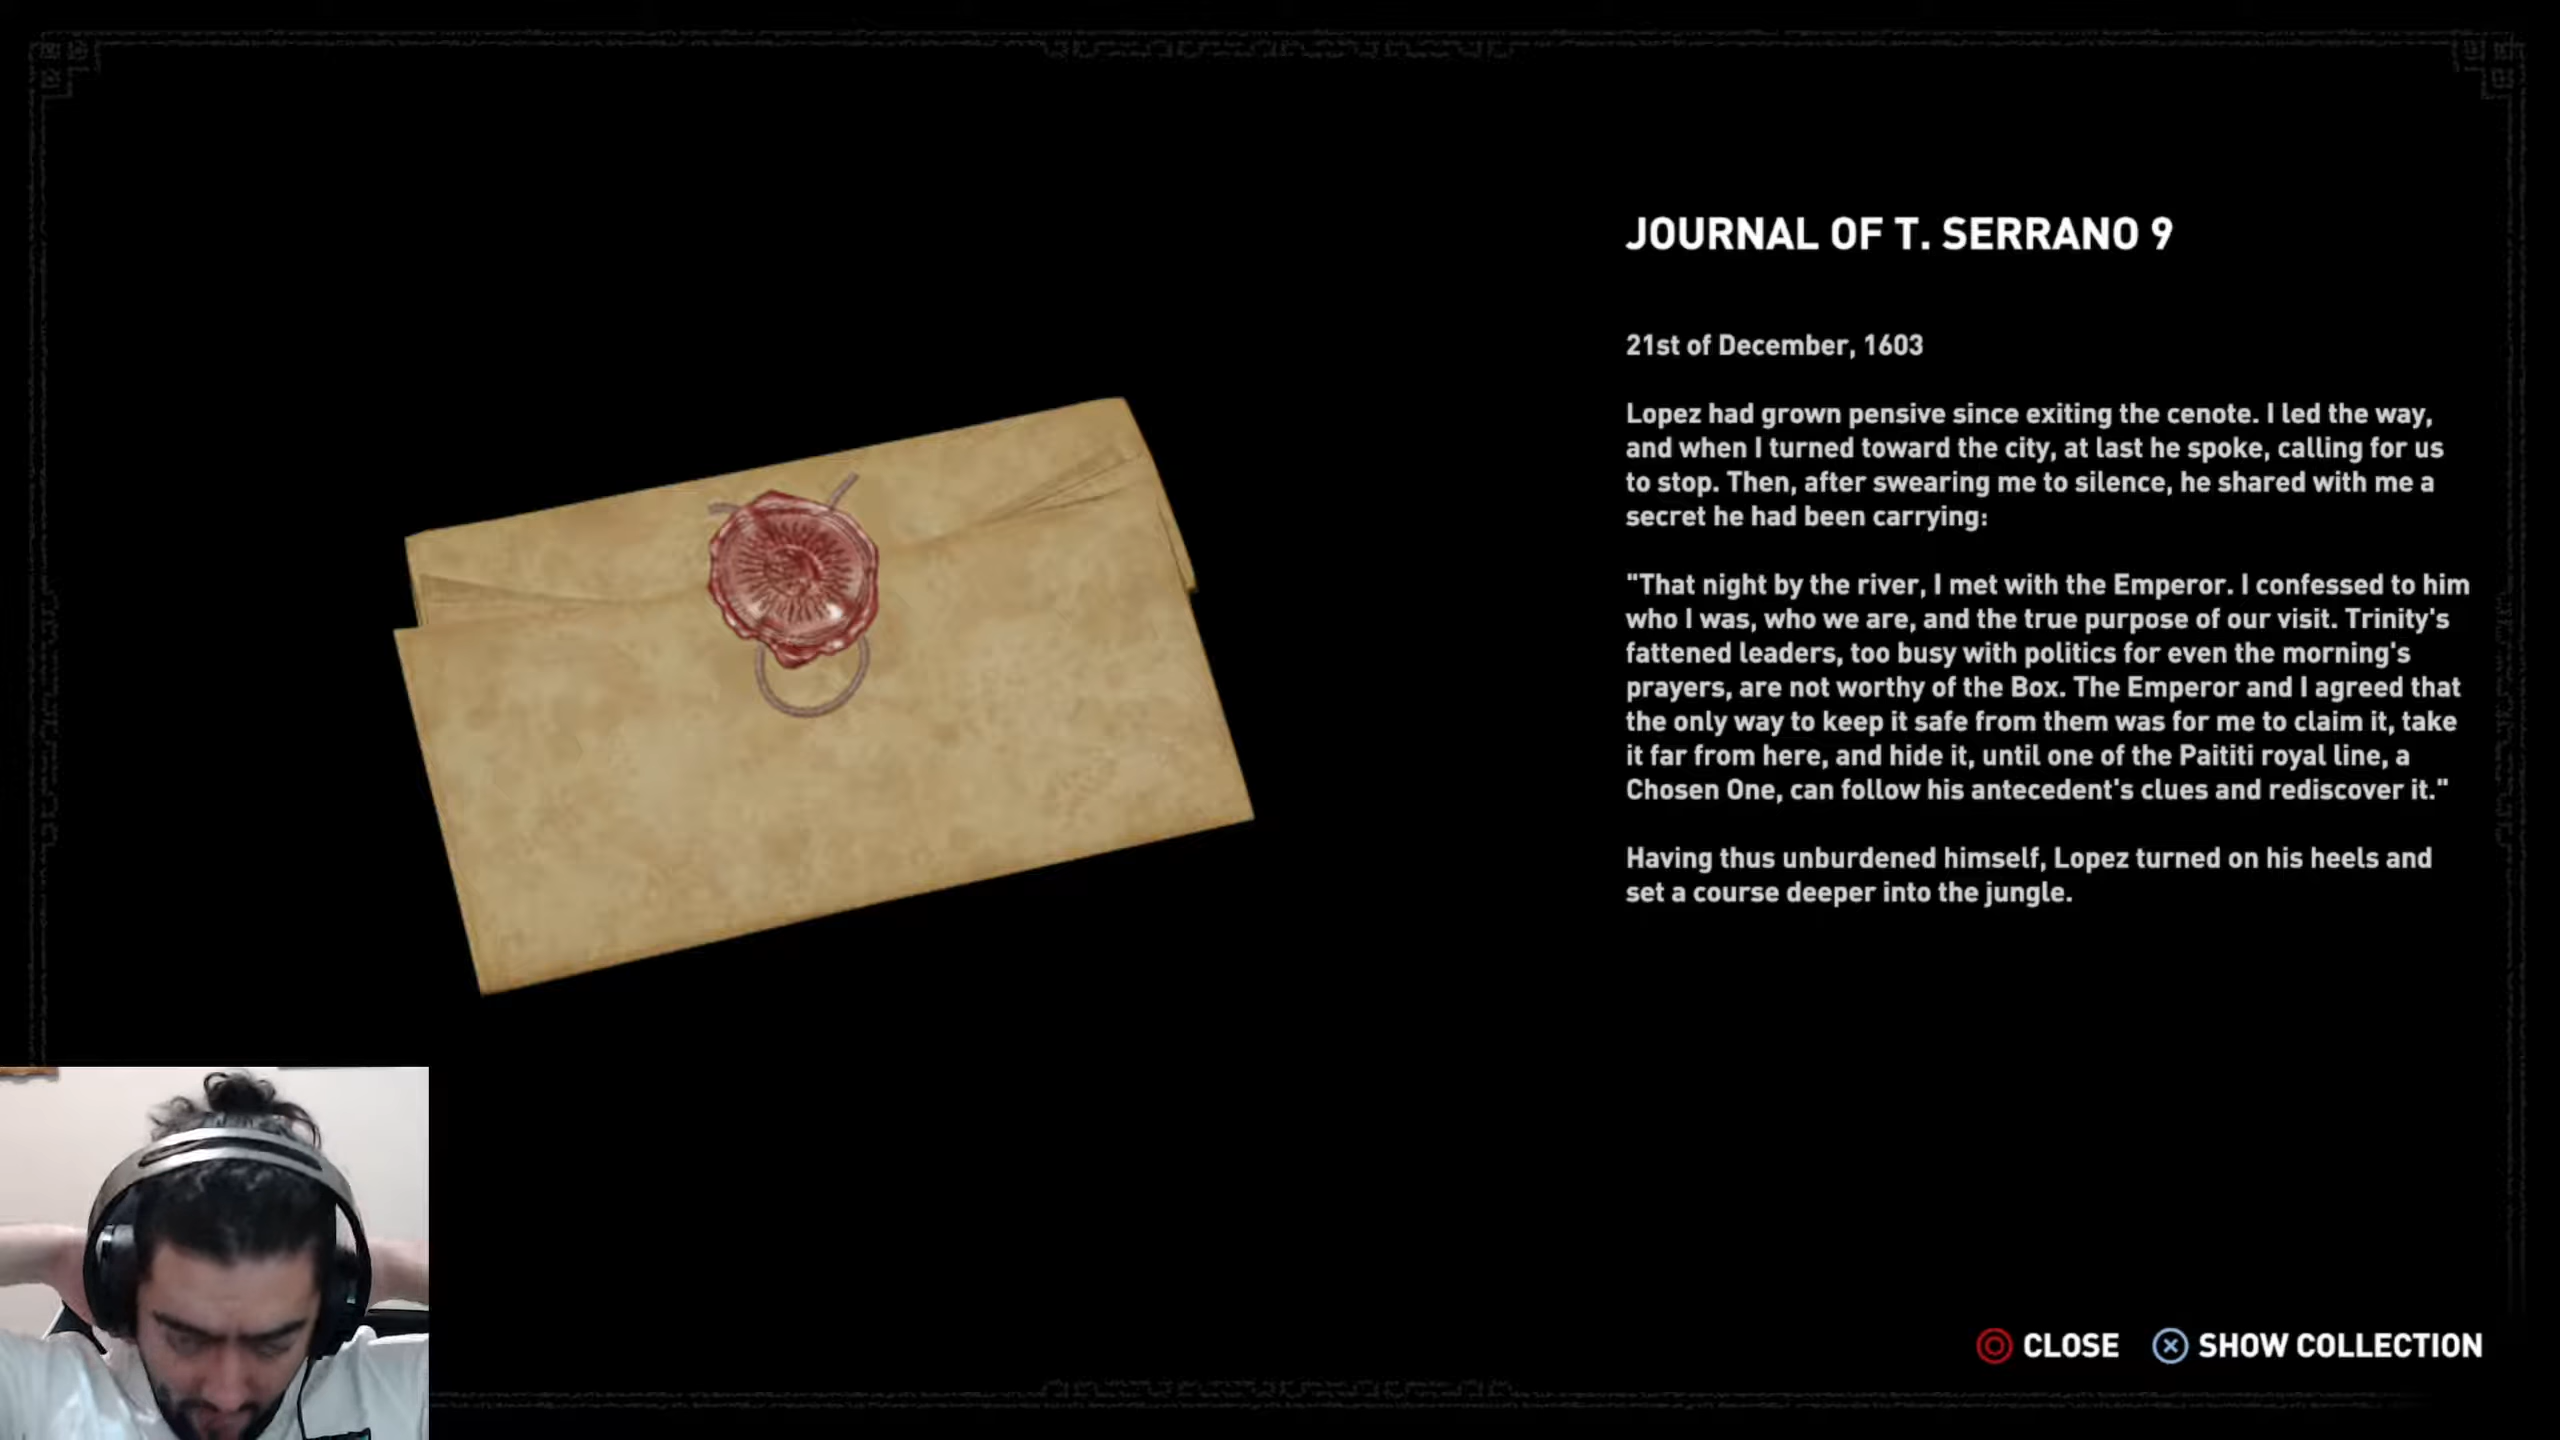 JOURNAL OF T. SERRANO 9
21st of December, 1603
Lopez had grown pensive since exiting the cenote. I led the way,
and when I turned toward the city, at last he spoke, calling for us
to stop. Then, after swearing me to silence, he shared with me a
secret he had been carrying:
"That night by the river, I met with the Emperor. I confessed to him
who I was, who we are, and the true purpose of our visit. Trinity's
fattened leaders, too busy with politics for even the morning's
prayers, are not worthy of the Box. The Emperor and I agreed that
the only way to keep it safe from them was for me to claim it, take
it far from here, and hide it, until one of the Paititi royal line, a
Chosen One, can follow his antecedent's clues and rediscover it."
Having thus unburdened himself, Lopez turned on his heels and
set a course deeper into the jungle.
CLOSE SHOW COLLECTION